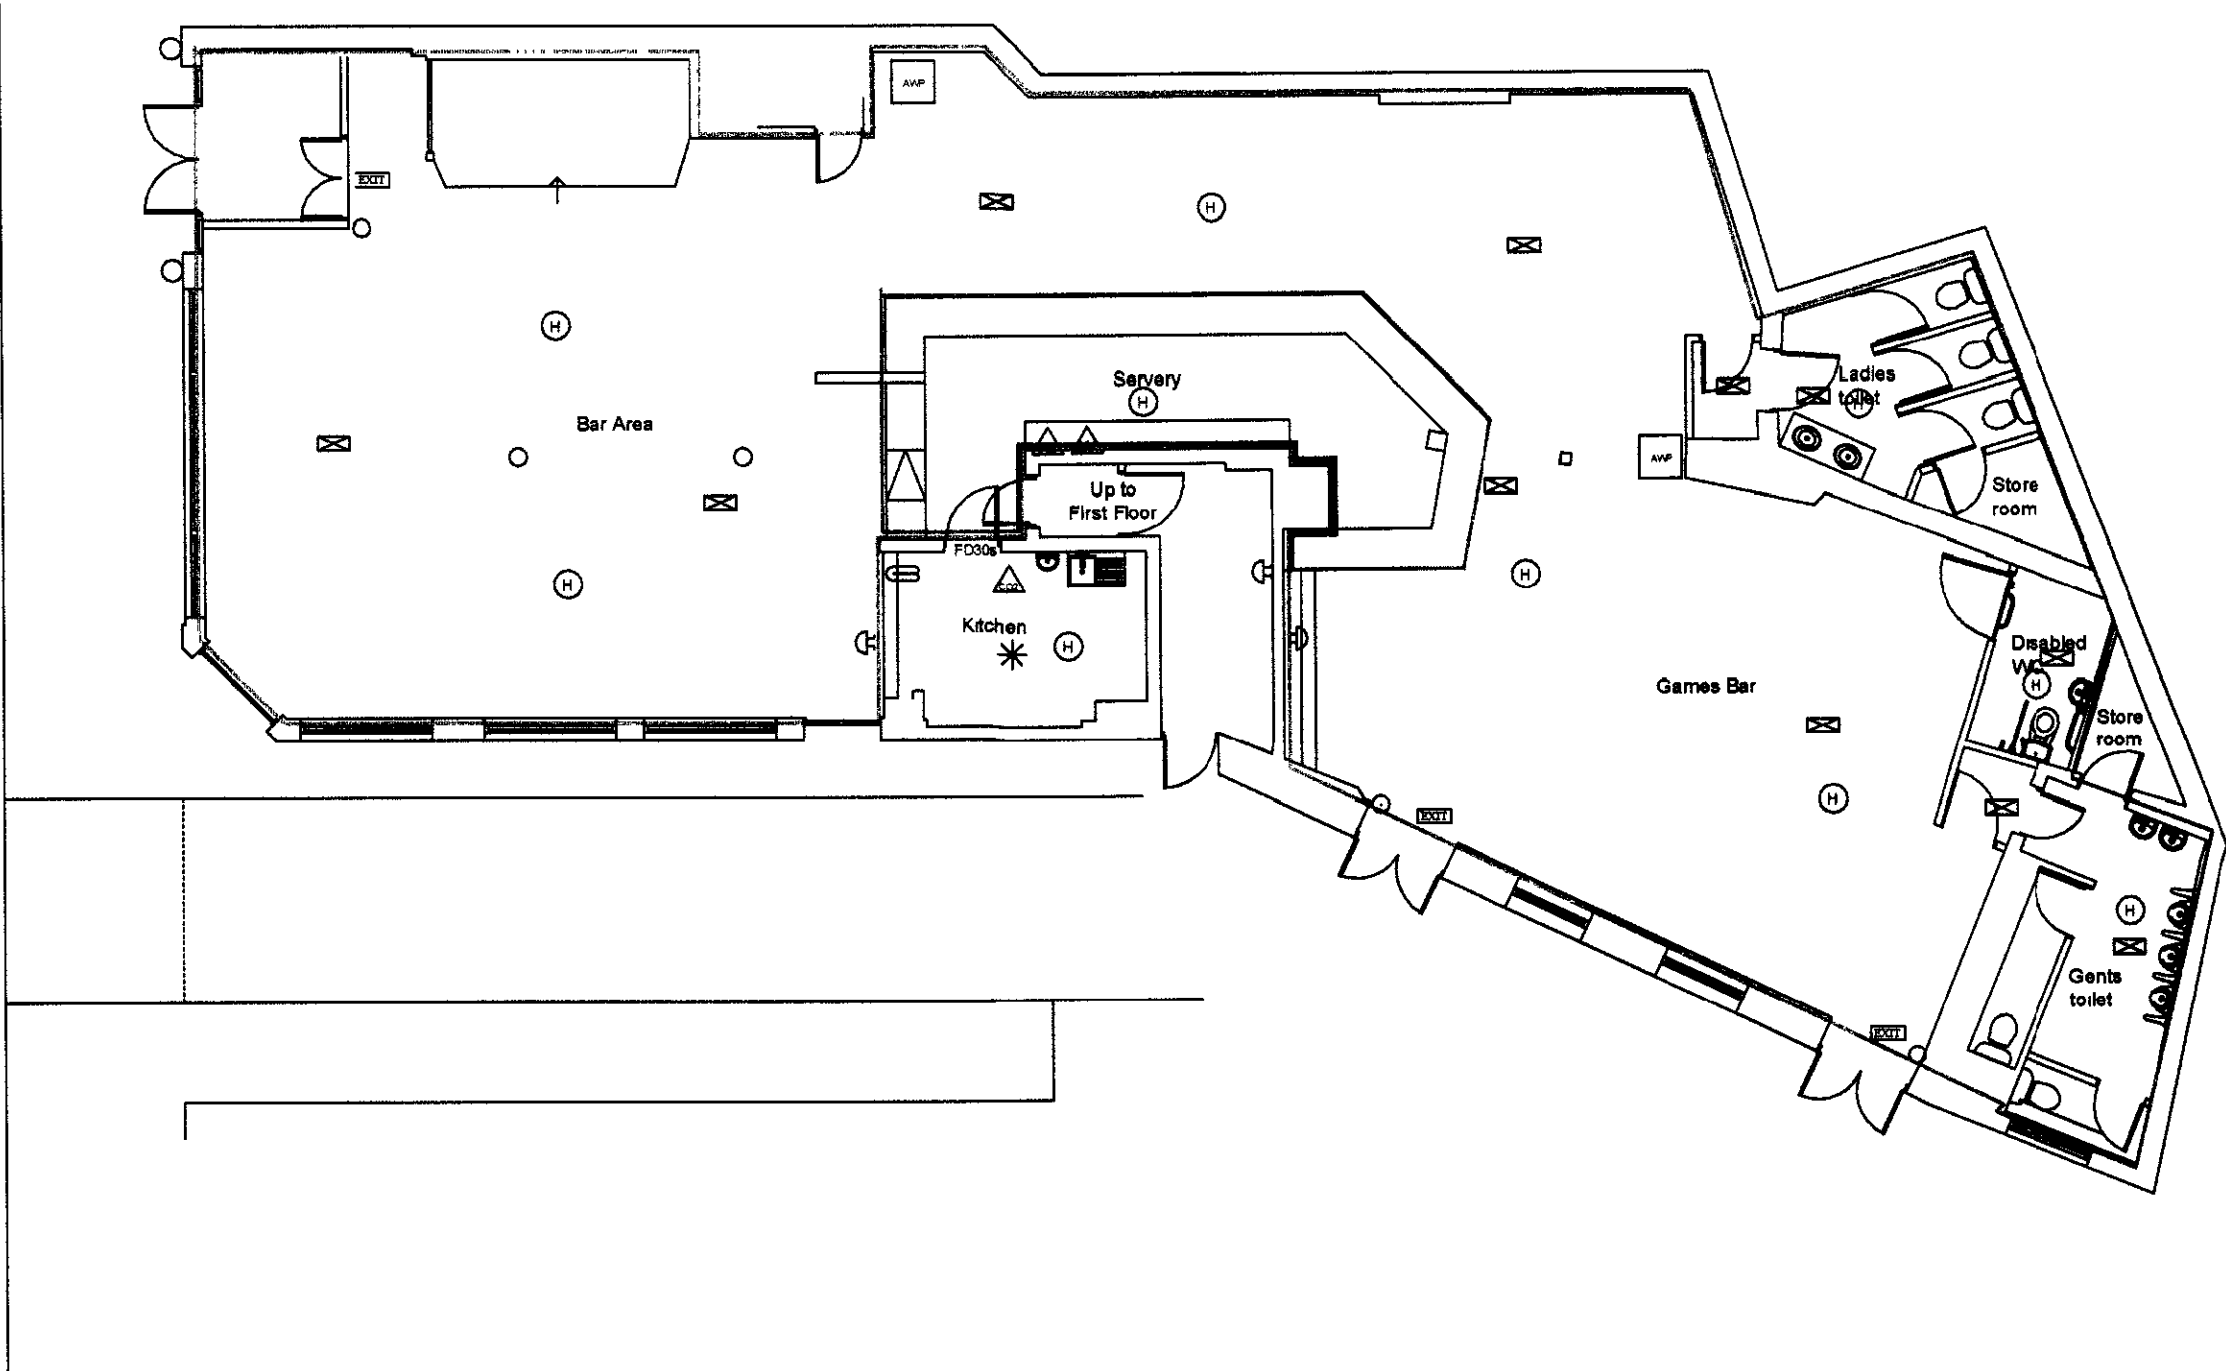 AWP
EXIT
H
H
Servery
H
Ladies
toilet
H
Bar Area
AWP
Up to
First Floor
Store
room
FD30s
H
H
CO2
Kitchen
H
Disabled
H
Games Bar
Store
room
H
EXIT
H
Gents
toilet
EXIT